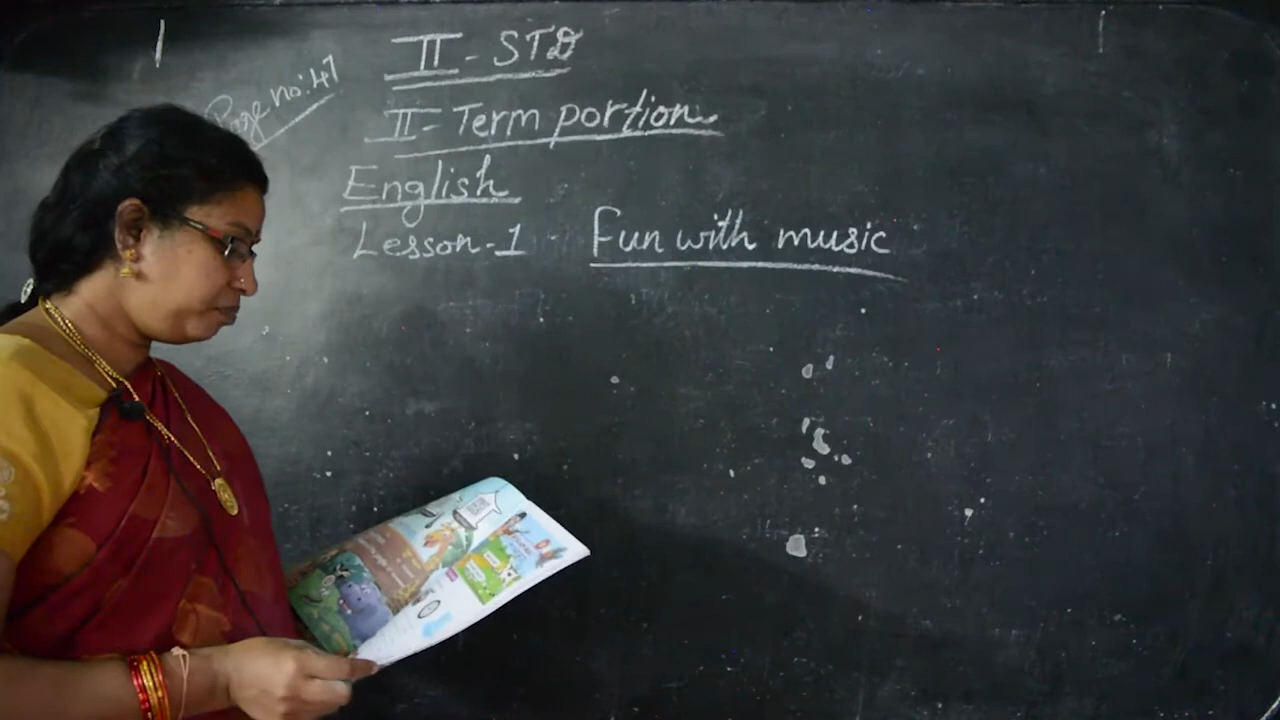 Page no: 47
II - STD
II - Term portion
English
Lesson - 1 - Fun with music